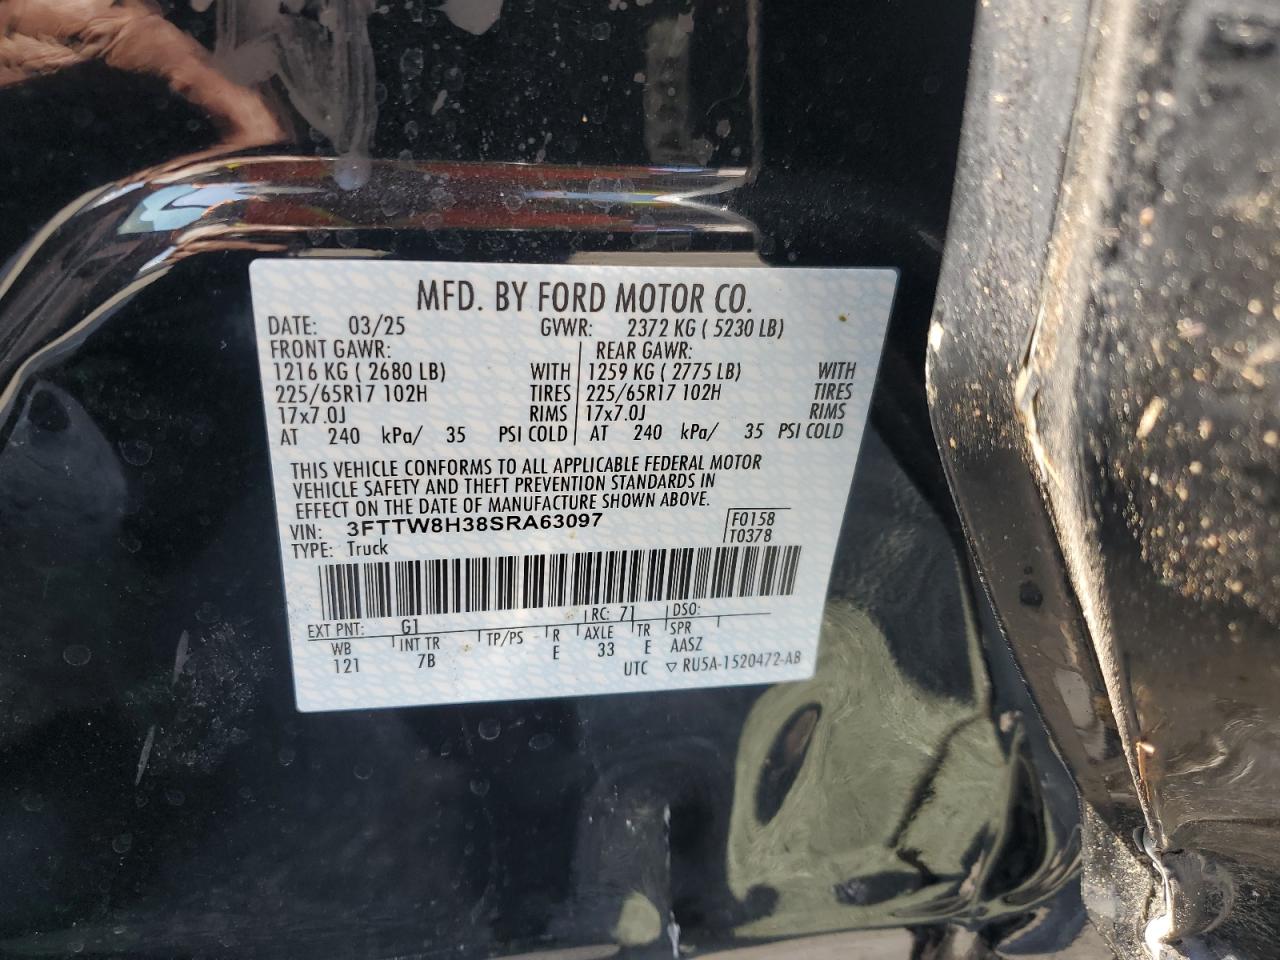 MFD. BY FORD MOTOR CO.
DATE: 03/25 GVWR: 2372 KG ( 5230 LB)
FRONT GAWR: REAR GAWR:
1216 KG ( 2680 LB) WITH 1259 KG ( 2775 LB) WITH
225/65R17 102H TIRES 225/65R17 102H TIRES
17x7.0J RIMS 17x7.0J RIMS
AT 240 kPa/ 35 PSI COLD AT 240 kPa/ 35 PSI COLD
THIS VEHICLE CONFORMS TO ALL APPLICABLE FEDERAL MOTOR
VEHICLE SAFETY AND THEFT PREVENTION STANDARDS IN
EFFECT ON THE DATE OF MANUFACTURE SHOWN ABOVE.
VIN: 3FTTW8H38SRA63097 F0158
TYPE: Truck T0378
EXT PNT: G1 RC: 71 DSO:
WB INT TR TP/PS R AXLE TR SPR
121 7B E 33 E AASZ
UTC ▽ RU5A-1520472-AB